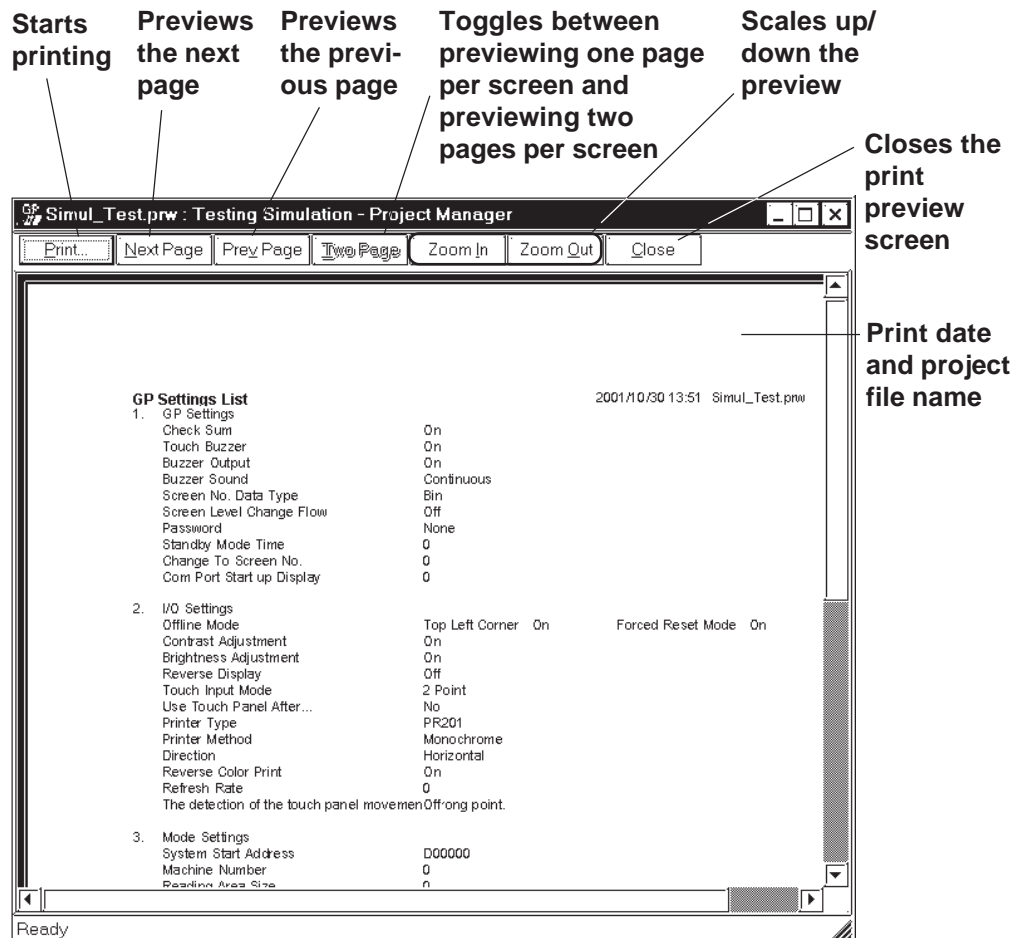 Starts
printing
Previews
the next
page
Previews
the previ-
ous page
Toggles between
previewing one page
per screen and
previewing two
pages per screen
Scales up/
down the
preview
Closes the
print
preview
screen
GP Simul_Test.prw : Testing Simulation - Project Manager
Print... Next Page Prev Page Two Page Zoom In Zoom Out Close
Print date
and project
file name
GP Settings List 2001/10/30 13:51 Simul_Test.prw
1. GP Settings
Check Sum On
Touch Buzzer On
Buzzer Output On
Buzzer Sound Continuous
Screen No. Data Type Bin
Screen Level Change Flow Off
Password None
Standby Mode Time 0
Change To Screen No. 0
Com Port Start up Display 0
2. I/O Settings
Offline Mode Top Left Corner On Forced Reset Mode On
Contrast Adjustment On
Brightness Adjustment On
Reverse Display Off
Touch Input Mode 2 Point
Use Touch Panel After... No
Printer Type PR201
Printer Method Monochrome
Direction Horizontal
Reverse Color Print On
Refresh Rate 0
The detection of the touch panel movemenOff'ong point.
3. Mode Settings
System Start Address D00000
Machine Number 0
Reading Area Size 0
Ready